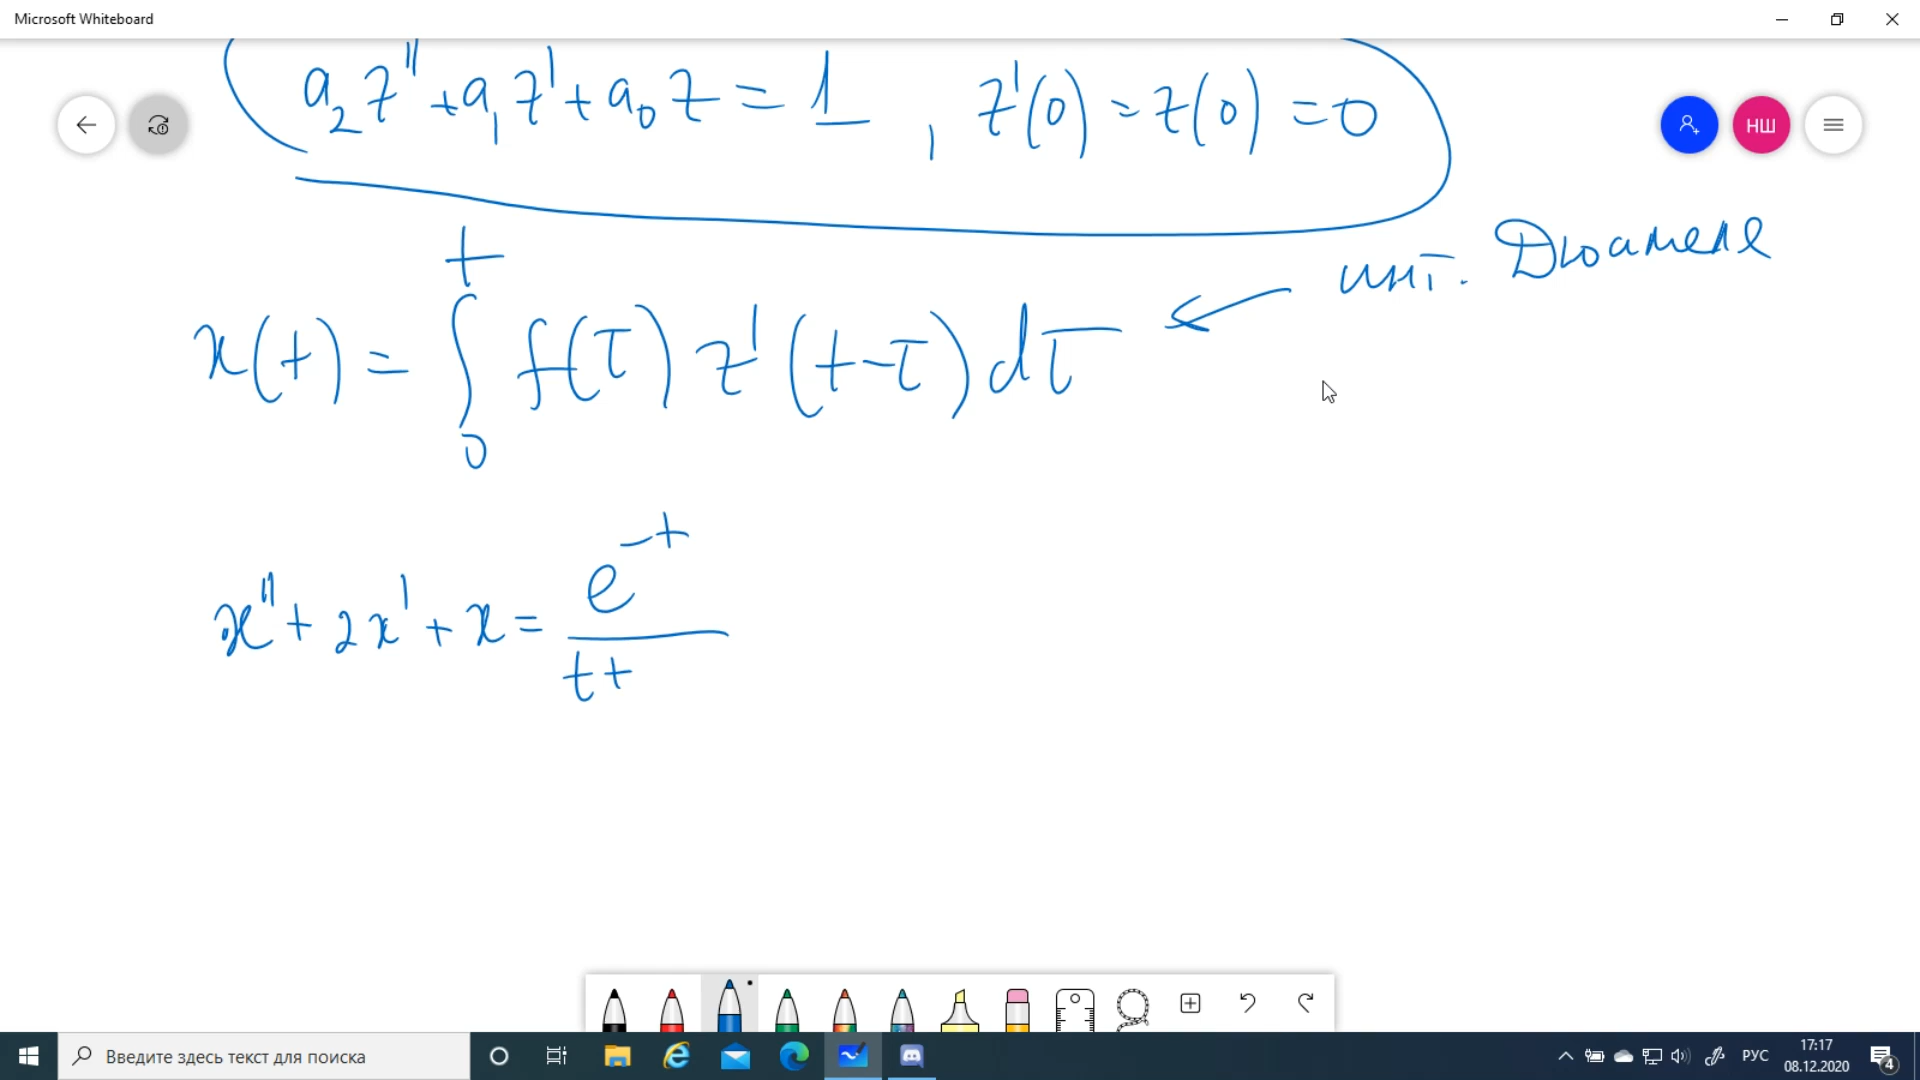 Microsoft Whiteboard
a₂z'' + a₁z' + a₀z = 1 , z'(0) = z(0) = 0
НШ
инт. Дюамеля
x(t) = ∫₀ᵗ f(τ) z'(t-τ) dτ
x'' + 2x' + x = e^(-t) / t+
Введите здесь текст для поиска
РУС
17:17
08.12.2020
4